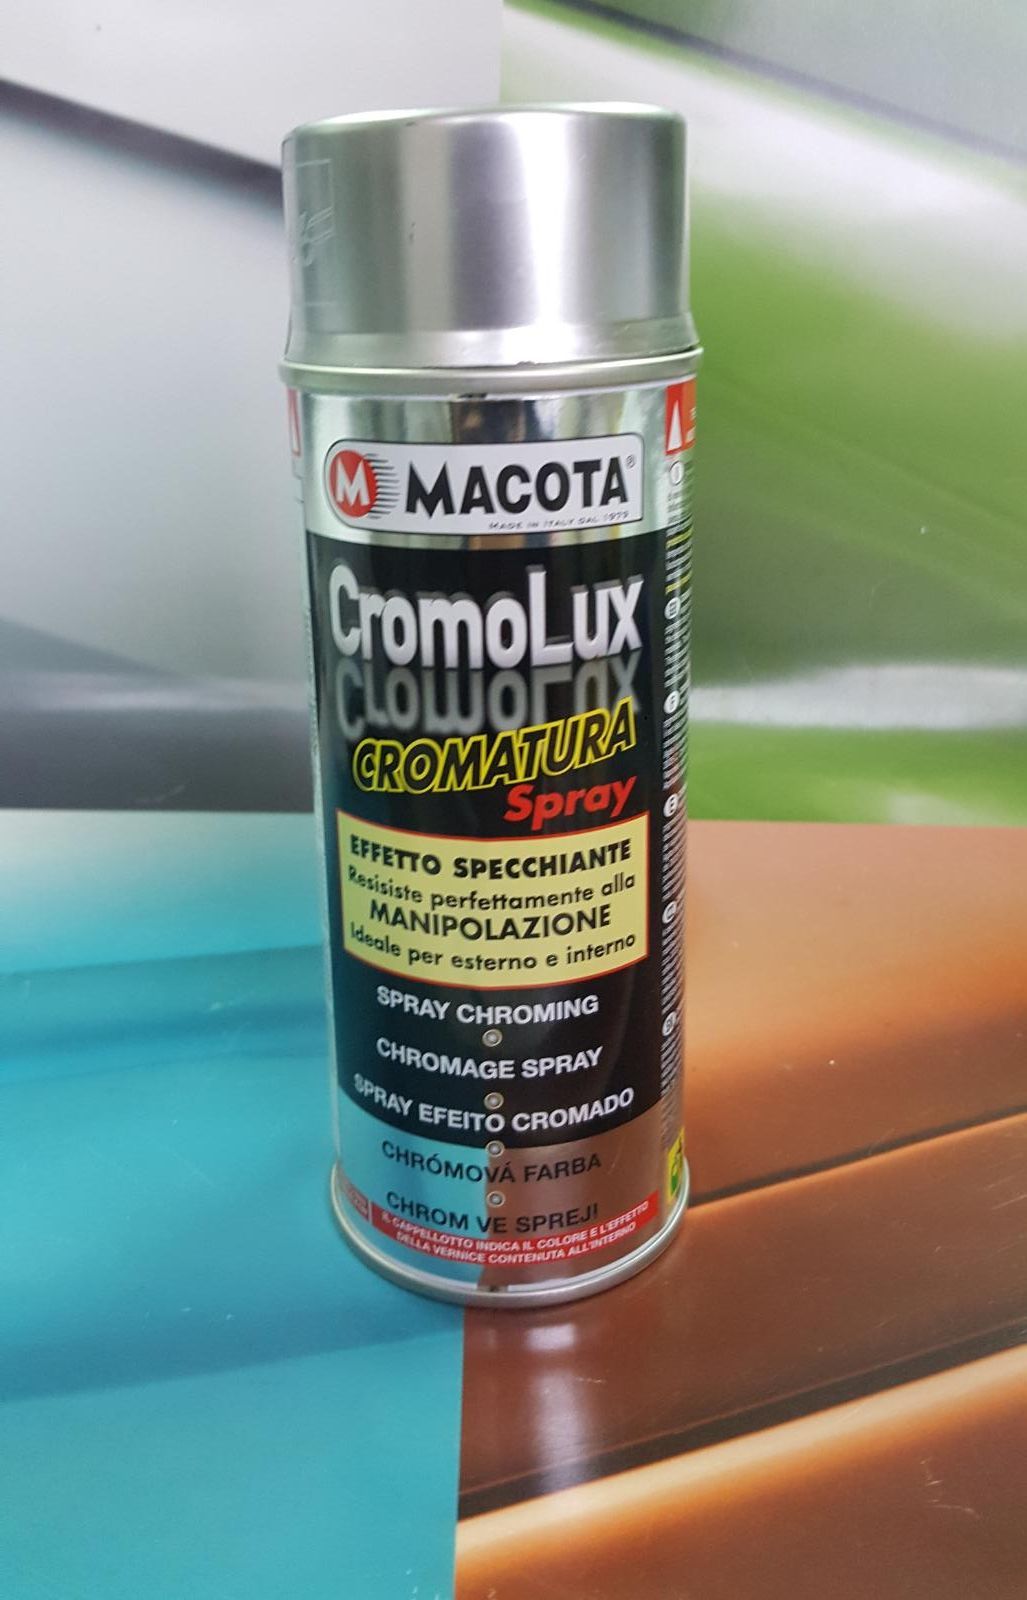 M MACOTA®
MADE IN ITALY DAL 1979
CromoLux
CROMATURA
Spray
EFFETTO SPECCHIANTE
Resisiste perfettamente alla
MANIPOLAZIONE
Ideale per esterno e interno
SPRAY CHROMING
CHROMAGE SPRAY
SPRAY EFEITO CROMADO
CHRÓMOVÁ FARBA
CHROM VE SPREJI
IL CAPPELLOTTO INDICA IL COLORE E L'EFFETTO
DELLA VERNICE CONTENUTA ALL'INTERNO